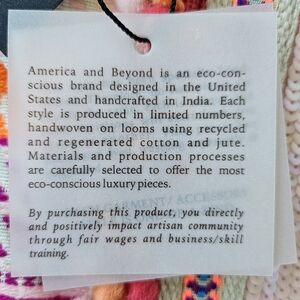 America and Beyond is an eco-con-
scious brand designed in the United
States and handcrafted in India. Each
style is produced in limited numbers,
handwoven on looms using recycled
and regenerated cotton and jute.
Materials and production processes
are carefully selected to offer the most
eco-conscious luxury pieces.
By purchasing this product, you directly
and positively impact artisan community
through fair wages and business/skill
training.